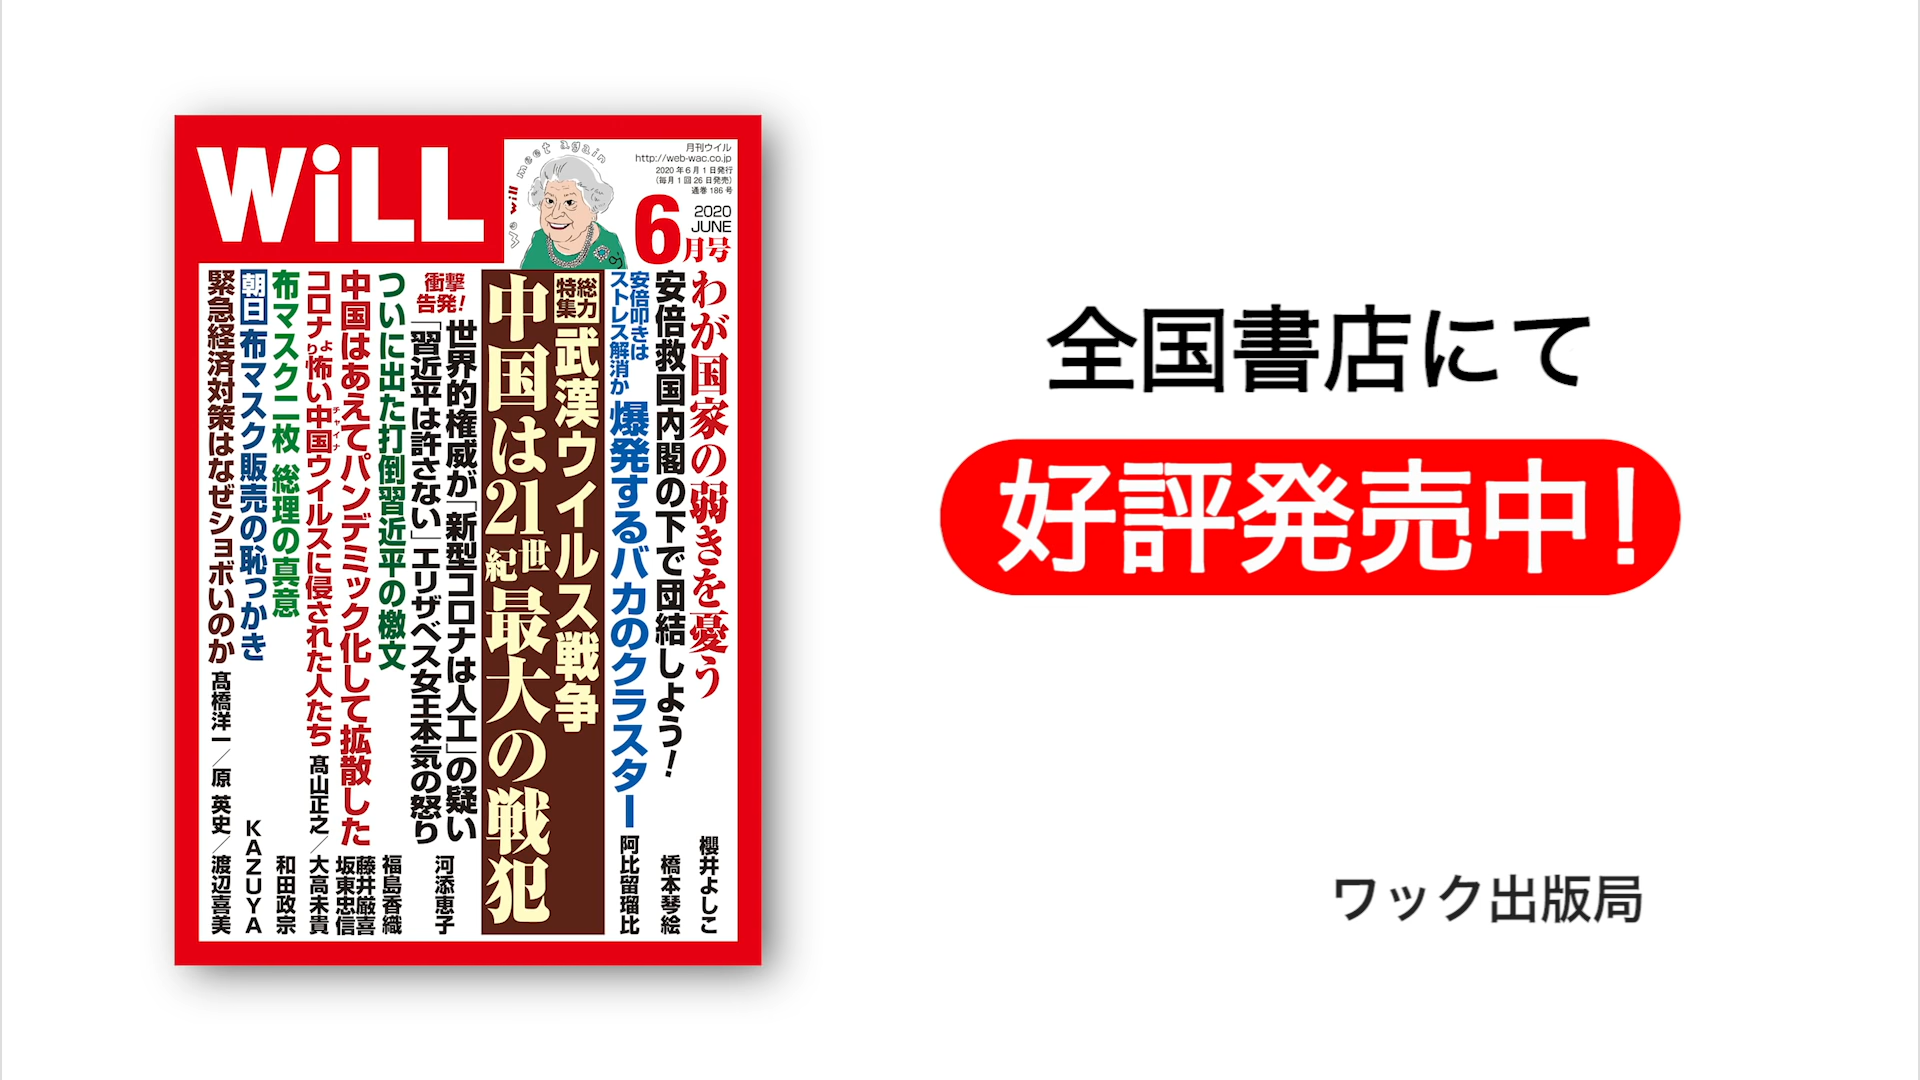 WiLL
We will meet again
月刊ウイル
http://web-wac.co.jp
2020年6月1日発行
(毎月1回26日発売)
通巻186号
6月号
2020
JUNE
わが国家の弱きを憂う 櫻井よしこ
安倍救国内閣の下で団結しよう! 橋本琴絵
安倍叩きは
ストレス解消か
爆発するバカのクラスター 阿比留瑠比
総力
特集
武漢ウイルス戦争
中国は21世紀最大の戦犯
衝撃
告発!
世界的権威が「新型コロナは人工」の疑い
「習近平は許さない」エリザベス女王本気の怒り 河添恵子
ついに出た打倒習近平の檄文 福島香織
中国はあえてパンデミック化して拡散した 藤井厳喜
坂東忠信
コロナより怖い中国チャイナウイルスに侵された人たち 髙山正之/大高未貴
布マスク二枚 総理の真意 和田政宗
朝日 布マスク販売の恥っかき KAZUYA
緊急経済対策はなぜショボいのか 髙橋洋一/原 英史/渡辺喜美
全国書店にて
好評発売中!
ワック出版局